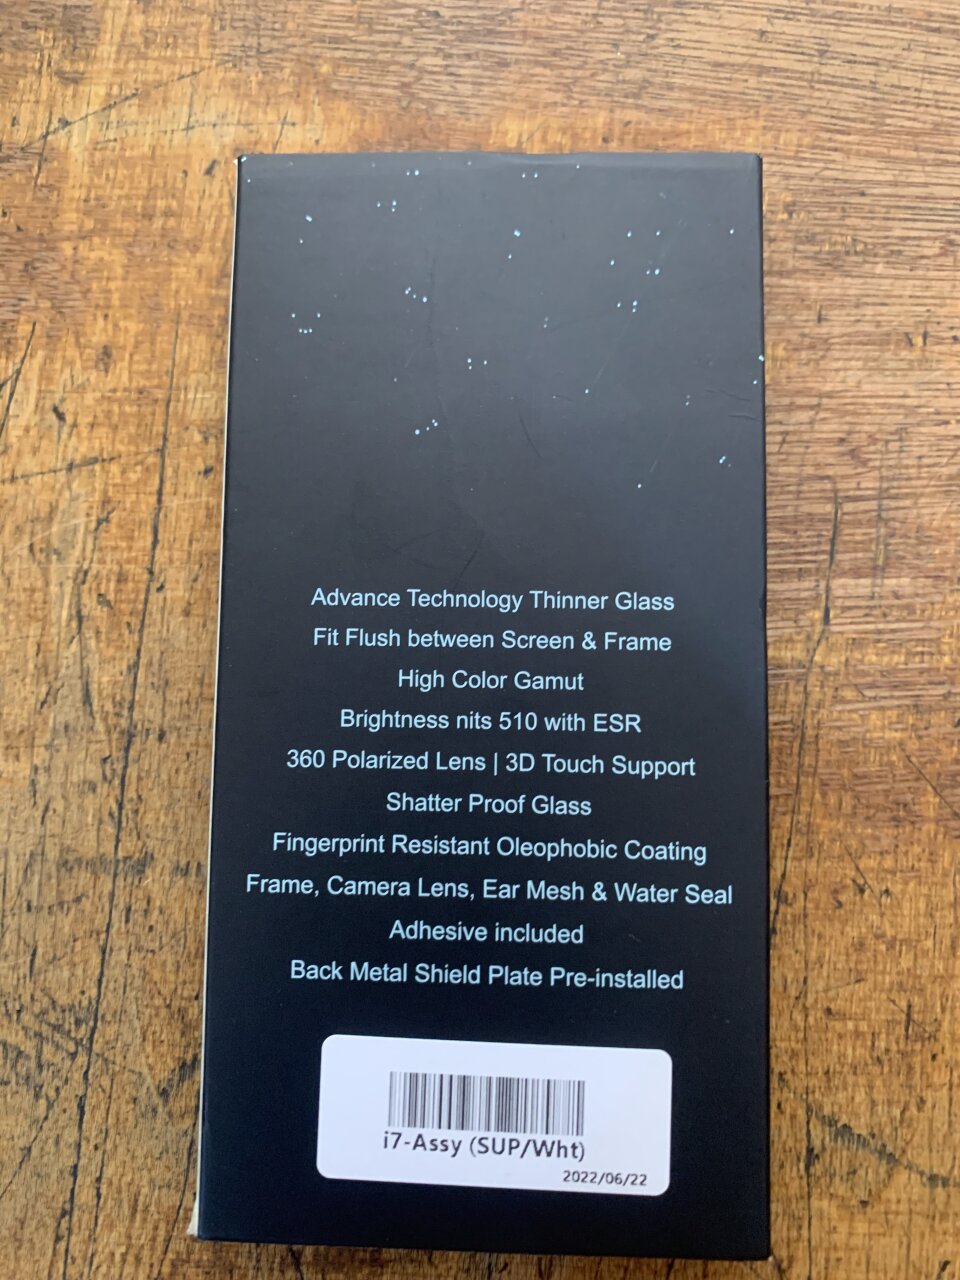 Advance Technology Thinner Glass
Fit Flush between Screen & Frame
High Color Gamut
Brightness nits 510 with ESR
360 Polarized Lens | 3D Touch Support
Shatter Proof Glass
Fingerprint Resistant Oleophobic Coating
Frame, Camera Lens, Ear Mesh & Water Seal
Adhesive included
Back Metal Shield Plate Pre-installed
i7-Assy (SUP/Wht)
2022/06/22